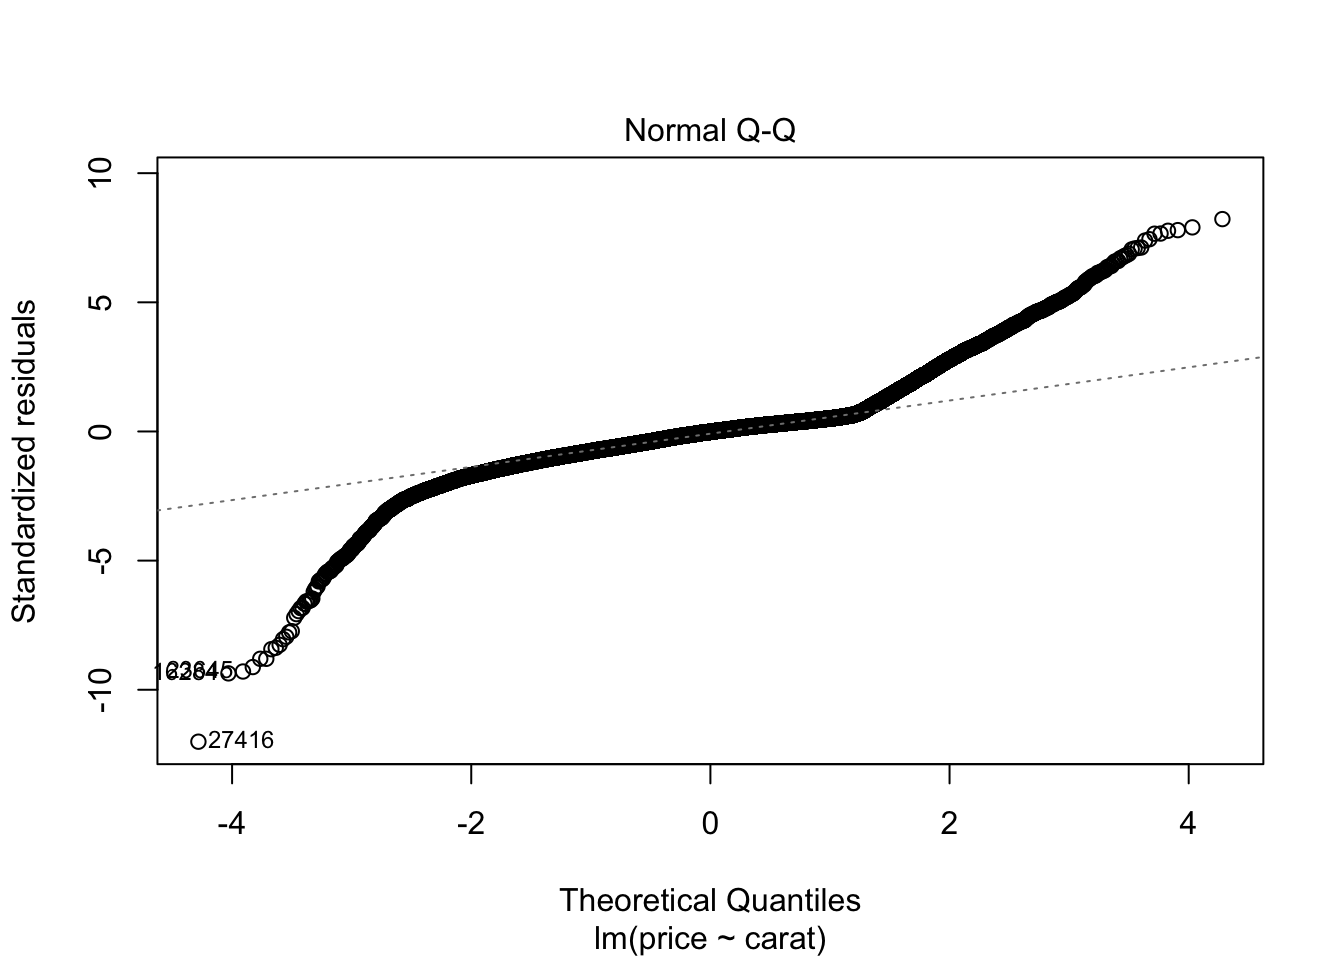 Normal Q-Q
10
5
0
-5
-10
Standardized residuals
27416
-4
-2
0
2
4
Theoretical Quantiles
lm(price ~ carat)